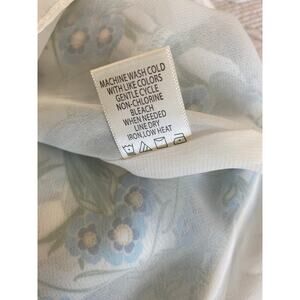 MACHINE WASH COLD
WITH LIKE COLORS
GENTLE CYCLE
NON-CHLORINE
BLEACH
WHEN NEEDED
LINE DRY
IRON,LOW HEAT